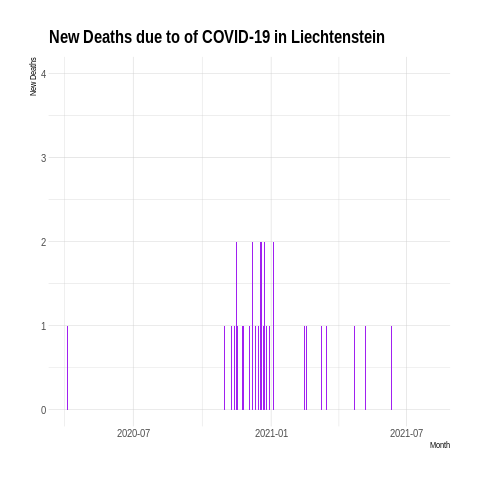 New Deaths due to of COVID-19 in Liechtenstein
New Deaths
4
3
2
1
0
2020-07
2021-01
2021-07
Month